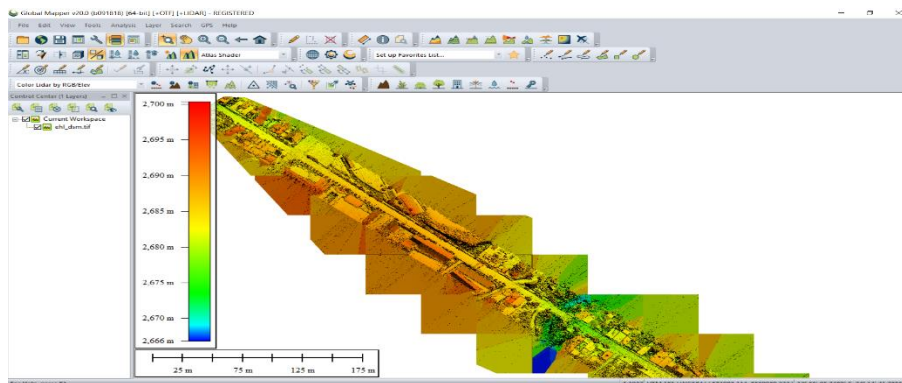 Global Mapper v20.0 (b091818) [64-bit] [+OTF] [+LIDAR] - REGISTERED
File Edit View Tools Analysis Layer Search GPS Help
Atlas Shader
Set up Favorites List...
Color Lidar by RGB/Elev
Control Center (1 Layers)
Current Workspace
ehl_dsm.tif
2,700 m
2,695 m
2,690 m
2,685 m
2,680 m
2,670 m
2,666 m
25 m 75 m 125 m 175 m